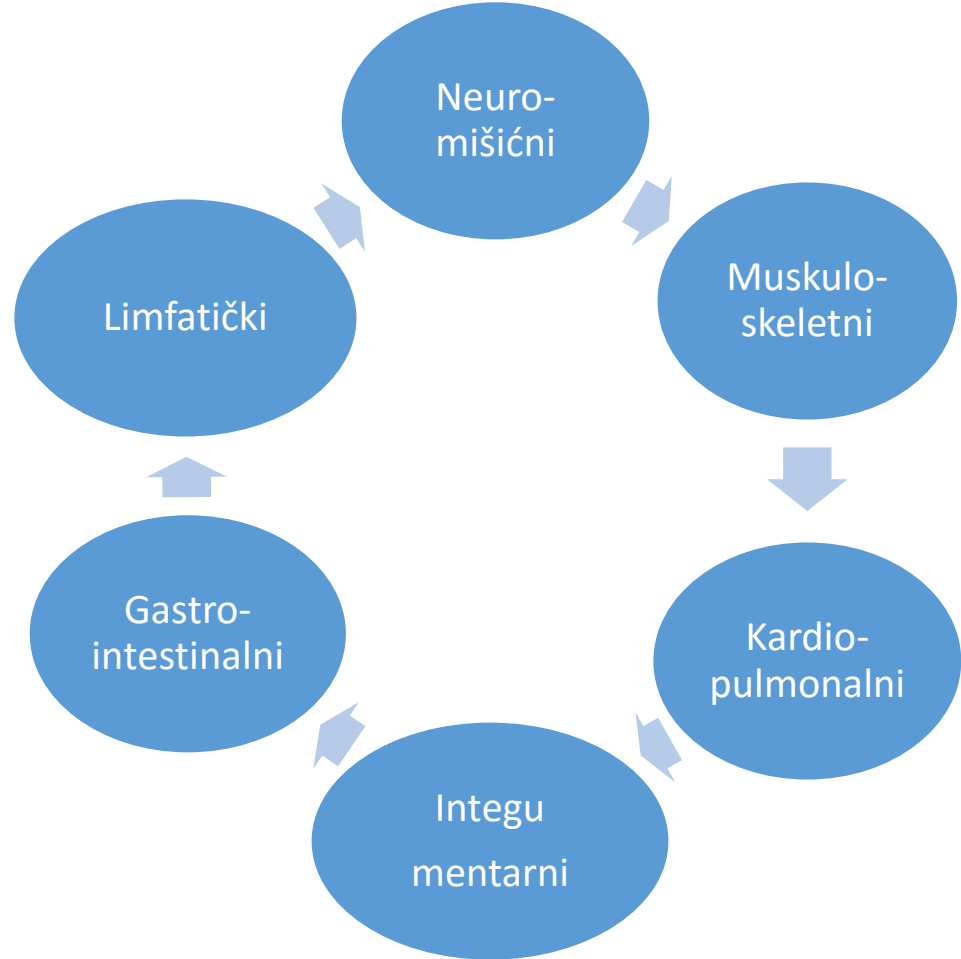 Neuro-
mišićni
Muskulo-
skeletni
Kardio-
pulmonalni
Integu
mentarni
Gastro-
intestinalni
Limfatički